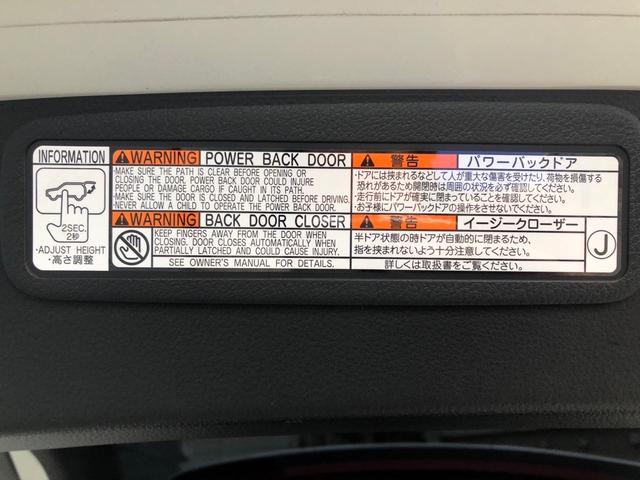 INFORMATION
2SEC.
2秒
・ADJUST HEIGHT
・高さ調整
WARNING POWER BACK DOOR
・MAKE SURE THE PATH IS CLEAR BEFORE OPENING OR
CLOSING THE DOOR. POWER BACK DOOR COULD INJURE
PEOPLE OR DAMAGE CARGO IF CAUGHT IN ITS PATH.
・MAKE SURE THE DOOR IS CLOSED AND LATCHED BEFORE DRIVING.
・NEVER ALLOW A CHILD TO OPERATE THE POWER BACK DOOR.
WARNING BACK DOOR CLOSER
KEEP FINGERS AWAY FROM THE DOOR WHEN
CLOSING. DOOR CLOSES AUTOMATICALLY WHEN
PARTIALLY LATCHED AND COULD CAUSE INJURY.
SEE OWNER'S MANUAL FOR DETAILS.
警告 パワーバックドア
・ドアには挟まれるなどして人が重大な傷害を受けたり、荷物を損傷する
恐れがあるため開閉時は周囲の状況を必ず確認してください。
・走行前にドアが確実に閉まっていることを確認してください。
・お子様にパワーバックドアの操作をさせないでください。
警告 イージークローザー
半ドア状態の時ドアが自動的に閉まるため、
指を挟まれないよう十分注意してください。
詳しくは取扱書をご覧ください。
J